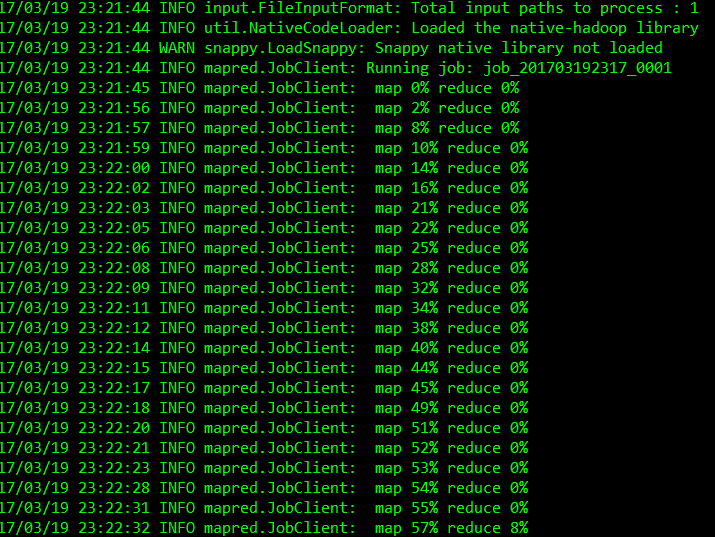 17/03/19 23:21:44 INFO input.FileInputFormat: Total input paths to process : 1
17/03/19 23:21:44 INFO util.NativeCodeLoader: Loaded the native-hadoop library
17/03/19 23:21:44 WARN snappy.LoadSnappy: Snappy native library not loaded
17/03/19 23:21:44 INFO mapred.JobClient: Running job: job_201703192317_0001
17/03/19 23:21:45 INFO mapred.JobClient:  map 0% reduce 0%
17/03/19 23:21:56 INFO mapred.JobClient:  map 2% reduce 0%
17/03/19 23:21:57 INFO mapred.JobClient:  map 8% reduce 0%
17/03/19 23:21:59 INFO mapred.JobClient:  map 10% reduce 0%
17/03/19 23:22:00 INFO mapred.JobClient:  map 14% reduce 0%
17/03/19 23:22:02 INFO mapred.JobClient:  map 16% reduce 0%
17/03/19 23:22:03 INFO mapred.JobClient:  map 21% reduce 0%
17/03/19 23:22:05 INFO mapred.JobClient:  map 22% reduce 0%
17/03/19 23:22:06 INFO mapred.JobClient:  map 25% reduce 0%
17/03/19 23:22:08 INFO mapred.JobClient:  map 28% reduce 0%
17/03/19 23:22:09 INFO mapred.JobClient:  map 32% reduce 0%
17/03/19 23:22:11 INFO mapred.JobClient:  map 34% reduce 0%
17/03/19 23:22:12 INFO mapred.JobClient:  map 38% reduce 0%
17/03/19 23:22:14 INFO mapred.JobClient:  map 40% reduce 0%
17/03/19 23:22:15 INFO mapred.JobClient:  map 44% reduce 0%
17/03/19 23:22:17 INFO mapred.JobClient:  map 45% reduce 0%
17/03/19 23:22:18 INFO mapred.JobClient:  map 49% reduce 0%
17/03/19 23:22:20 INFO mapred.JobClient:  map 51% reduce 0%
17/03/19 23:22:21 INFO mapred.JobClient:  map 52% reduce 0%
17/03/19 23:22:23 INFO mapred.JobClient:  map 53% reduce 0%
17/03/19 23:22:28 INFO mapred.JobClient:  map 54% reduce 0%
17/03/19 23:22:31 INFO mapred.JobClient:  map 55% reduce 0%
17/03/19 23:22:32 INFO mapred.JobClient:  map 57% reduce 8%